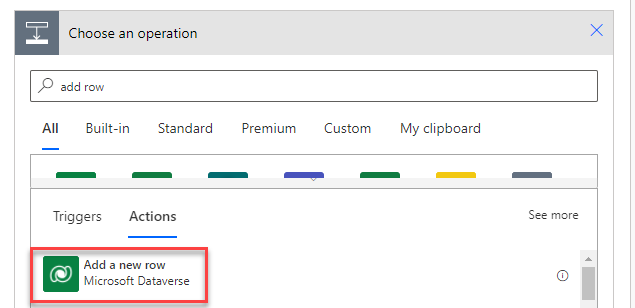 Choose an operation
add row
All Built-in Standard Premium Custom My clipboard
Triggers Actions See more
Add a new row
Microsoft Dataverse